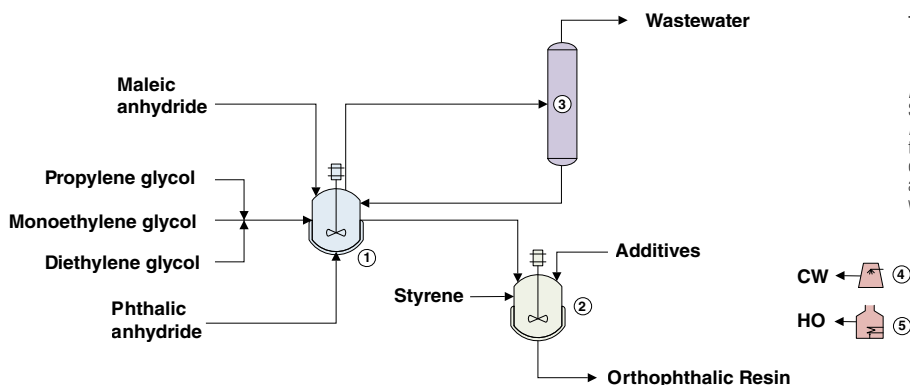 Wastewater
Maleic
anhydride
3
Propylene glycol
Monoethylene glycol
Diethylene glycol
1
Phthalic
anhydride
Additives
Styrene
2
CW
4
HO
5
Orthophthalic Resin